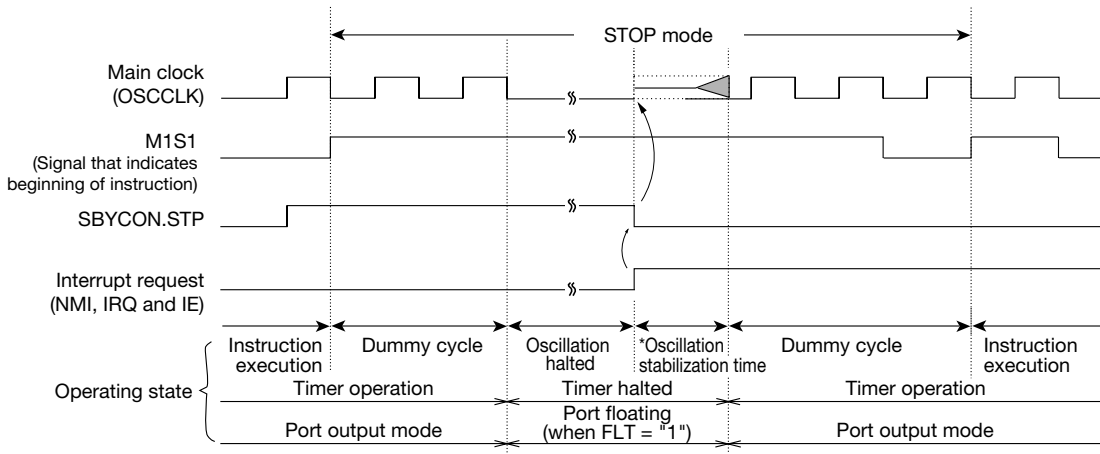 STOP mode
Main clock
(OSCCLK)
M1S1
(Signal that indicates
beginning of instruction)
SBYCON.STP
Interrupt request
(NMI, IRQ and IE)
Operating state
Instruction
execution
Dummy cycle
Oscillation
halted
*Oscillation
stabilization time
Dummy cycle
Instruction
execution
Timer operation
Timer halted
Timer operation
Port output mode
Port floating
(when FLT = "1")
Port output mode